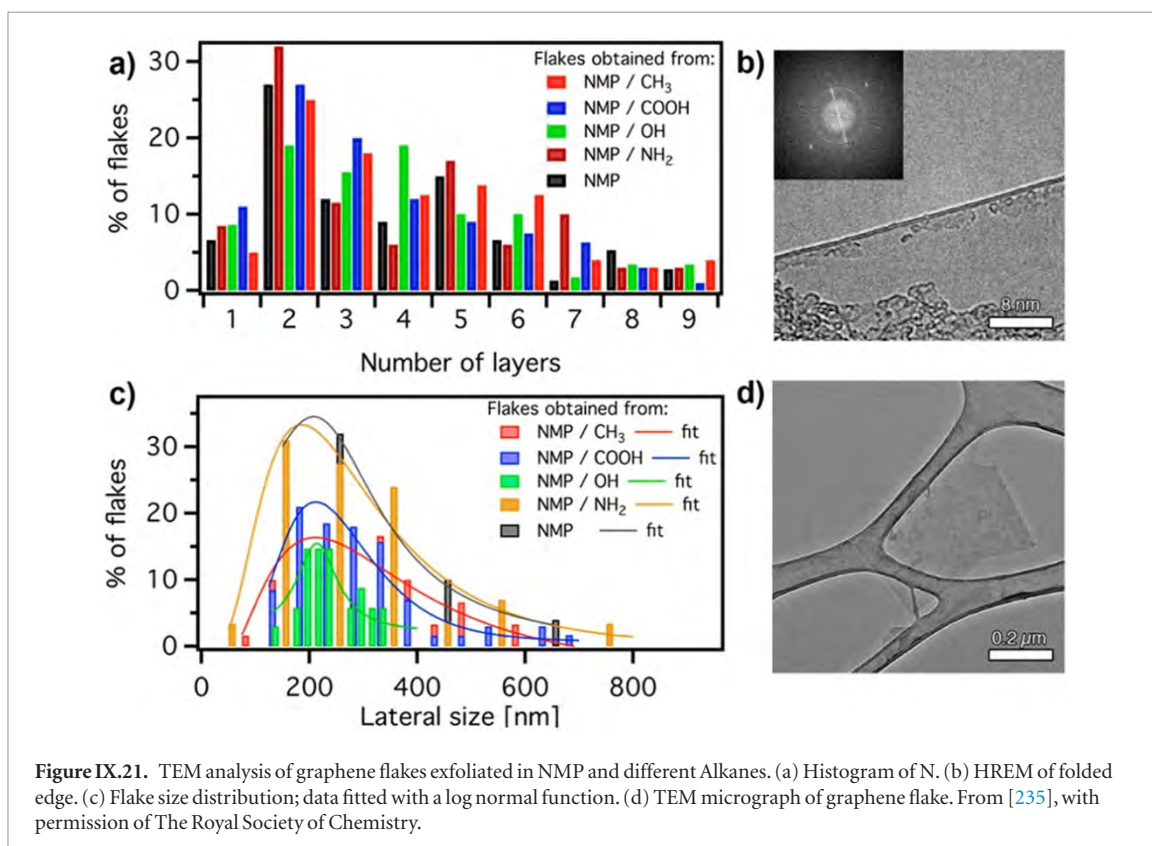 a)
% of flakes
30
20
10
0
1 2 3 4 5 6 7 8 9
Number of layers
Flakes obtained from:
NMP / CH₃
NMP / COOH
NMP / OH
NMP / NH₂
NMP
b)
8 nm
c)
% of flakes
30
20
10
0
0 200 400 600 800
Lateral size [nm]
Flakes obtained from:
NMP / CH₃ fit
NMP / COOH fit
NMP / OH fit
NMP / NH₂ fit
NMP fit
d)
0.2 µm
Figure IX.21. TEM analysis of graphene flakes exfoliated in NMP and different Alkanes. (a) Histogram of N. (b) HREM of folded
edge. (c) Flake size distribution; data fitted with a log normal function. (d) TEM micrograph of graphene flake. From [235], with
permission of The Royal Society of Chemistry.